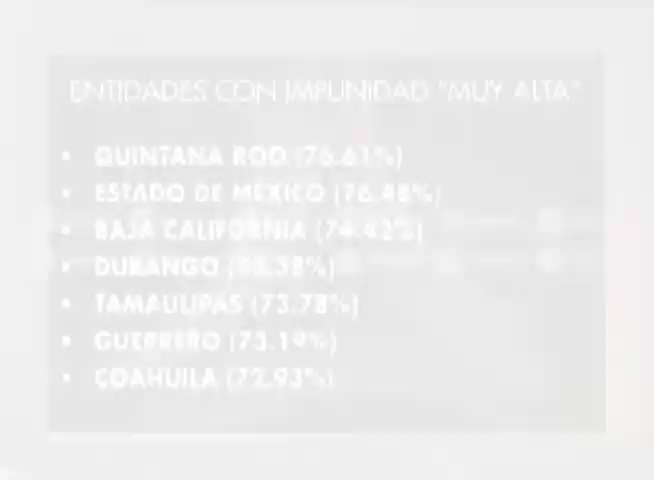 ENTIDADES CON IMPUNIDAD "MUY ALTA"
• QUINTANA ROO (76.61%)
• ESTADO DE MÉXICO (76.48%)
• BAJA CALIFORNIA (74.42%)
• DURANGO
• TAMAULIPAS (73.78%)
• GUERRERO (73.19%)
• COAHUILA (72.93%)